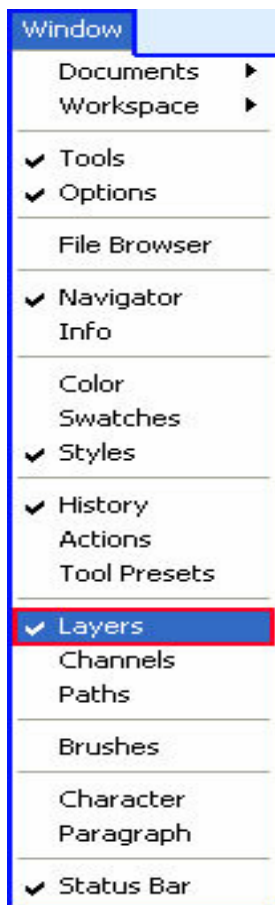 Window
Documents
Workspace
Tools
Options
File Browser
Navigator
Info
Color
Swatches
Styles
History
Actions
Tool Presets
Layers
Channels
Paths
Brushes
Character
Paragraph
Status Bar